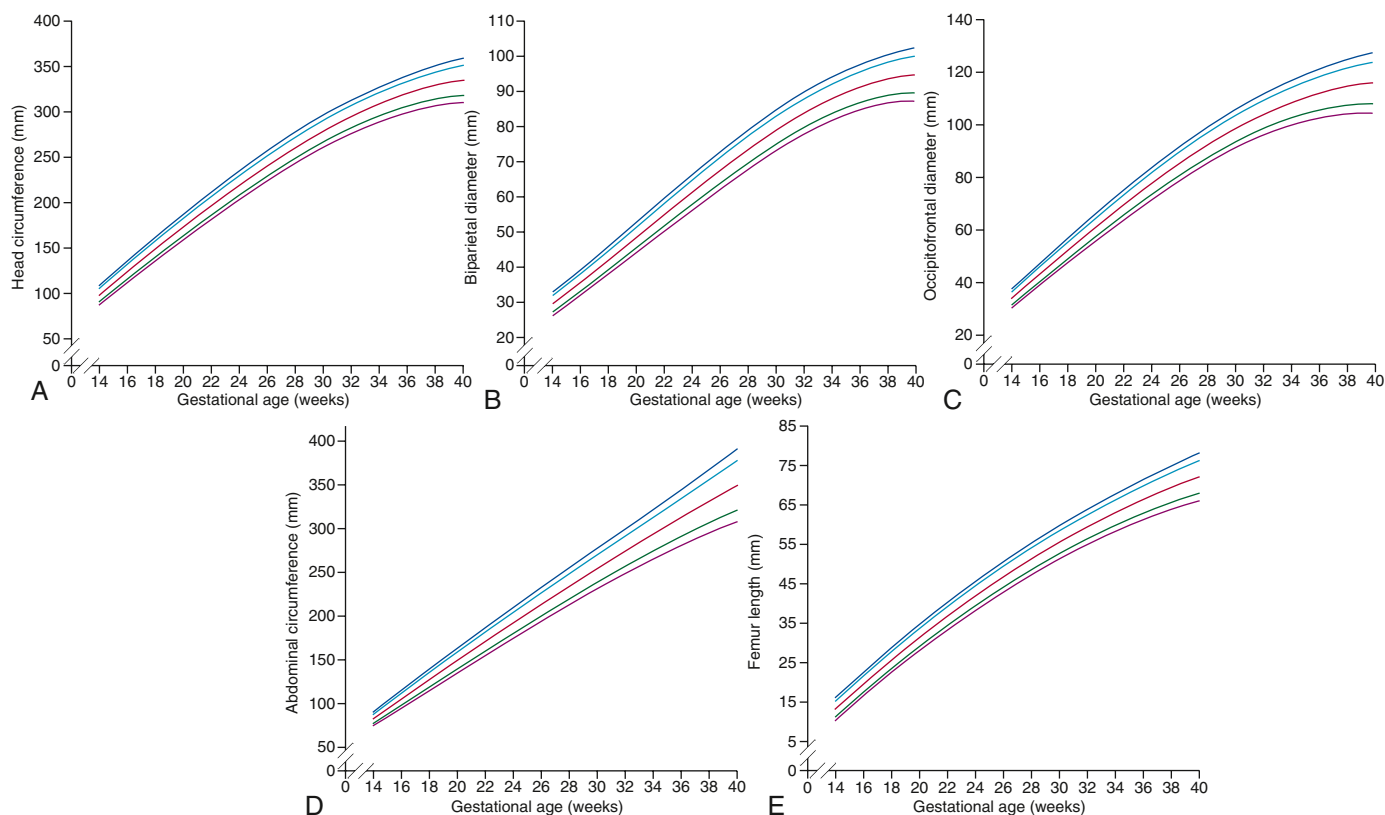 400
350
300
250
200
150
100
50
0
Head circumference (mm)
0 14 16 18 20 22 24 26 28 30 32 34 36 38 40
Gestational age (weeks)
A
110
100
90
80
70
60
50
40
30
20
0
Biparietal diameter (mm)
0 14 16 18 20 22 24 26 28 30 32 34 36 38 40
Gestational age (weeks)
B
140
120
100
80
60
40
20
0
Occipitofrontal diameter (mm)
0 14 16 18 20 22 24 26 28 30 32 34 36 38 40
Gestational age (weeks)
C
400
350
300
250
200
150
100
50
0
Abdominal circumference (mm)
0 14 16 18 20 22 24 26 28 30 32 34 36 38 40
Gestational age (weeks)
D
85
75
65
55
45
35
25
15
5
0
Femur length (mm)
0 14 16 18 20 22 24 26 28 30 32 34 36 38 40
Gestational age (weeks)
E